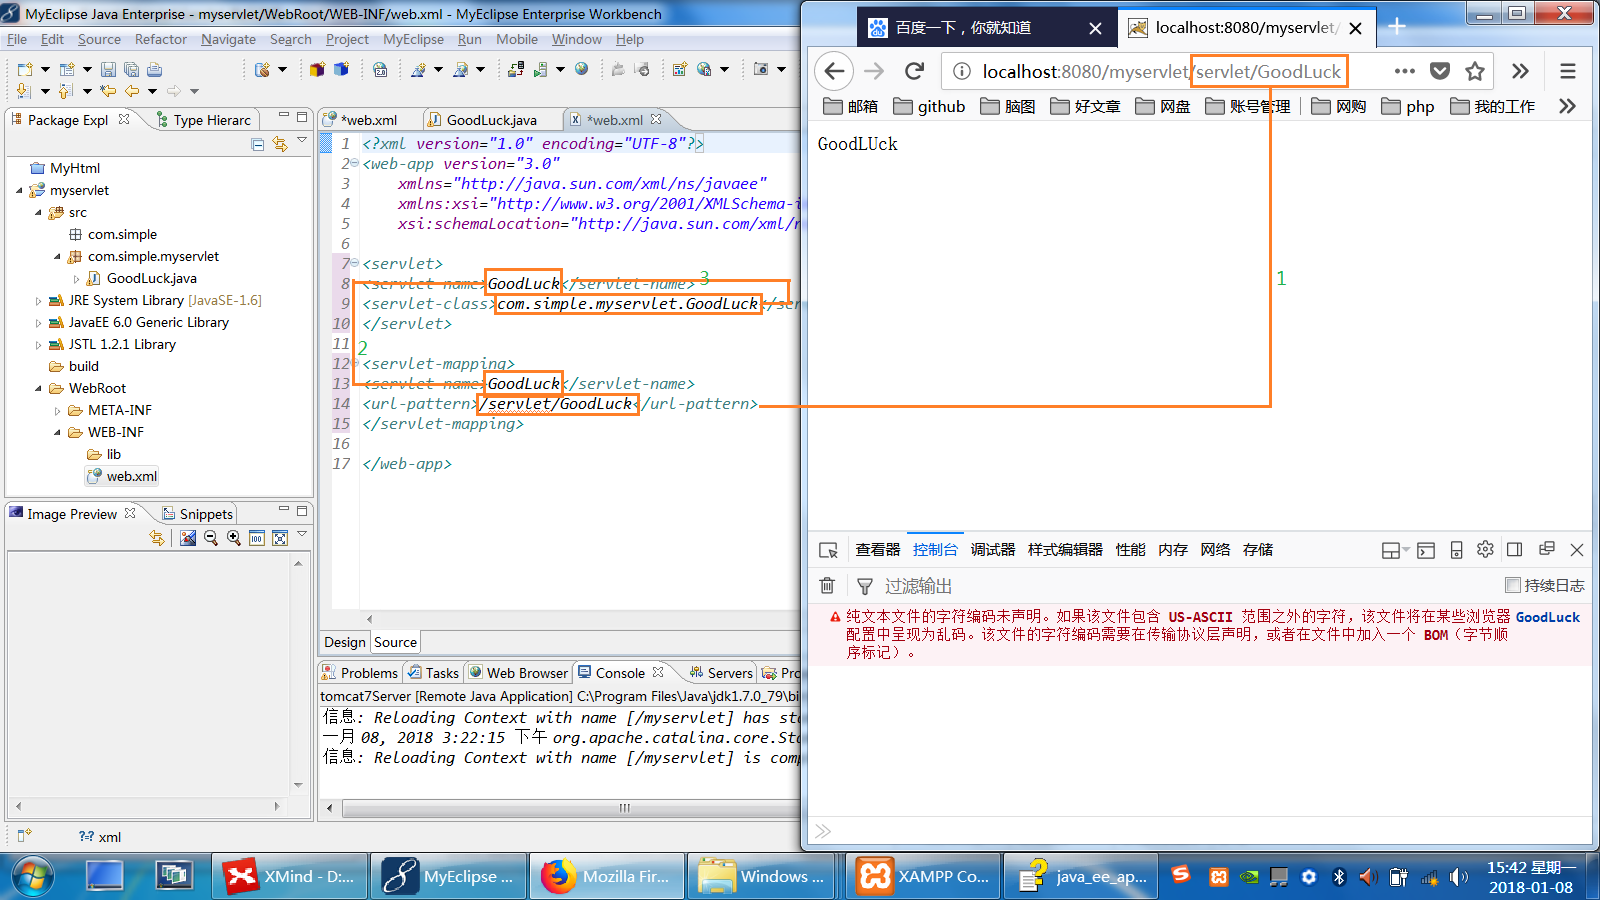 MyEclipse Java Enterprise - myservlet/WebRoot/WEB-INF/web.xml - MyEclipse Enterprise Workbench
File Edit Source Refactor Navigate Search Project MyEclipse Run Mobile Window Help
Package Expl
Type Hierarc
MyHtml
myservlet
src
com.simple
com.simple.myservlet
GoodLuck.java
JRE System Library [JavaSE-1.6]
JavaEE 6.0 Generic Library
JSTL 1.2.1 Library
build
WebRoot
META-INF
WEB-INF
lib
web.xml
Image Preview
Snippets
*web.xml
GoodLuck.java
*web.xml
1 <?xml version="1.0" encoding="UTF-8"?>
2 <web-app version="3.0"
3 xmlns="http://java.sun.com/xml/ns/javaee"
4 xmlns:xsi="http://www.w3.org/2001/XMLSchema-i
5 xsi:schemaLocation="http://java.sun.com/xml/n
6
7 <servlet>
8 <servlet-name>GoodLuck</servlet-name>
9 <servlet-class>com.simple.myservlet.GoodLuck</ser
10 </servlet>
11
12 <servlet-mapping>
13 <servlet-name>GoodLuck</servlet-name>
14 <url-pattern>/servlet/GoodLuck</url-pattern>
15 </servlet-mapping>
16
17 </web-app>
3
2
1
Design Source
Problems Tasks Web Browser Console Servers Pro
tomcat7Server [Remote Java Application] C:\Program Files\Java\jdk1.7.0_79\bi
信息: Reloading Context with name [/myservlet] has sta
一月 08, 2018 3:22:15 下午 org.apache.catalina.core.Sta
信息: Reloading Context with name [/myservlet] is comp
xml
百度一下，你就知道
localhost:8080/myservlet/
localhost:8080/myservlet/servlet/GoodLuck
邮箱 github 脑图 好文章 网盘 账号管理 网购 php 我的工作
GoodLUck
查看器 控制台 调试器 样式编辑器 性能 内存 网络 存储
过滤输出
持续日志
纯文本文件的字符编码未声明。如果该文件包含 US-ASCII 范围之外的字符，该文件将在某些浏览器 GoodLuck
配置中呈现为乱码。该文件的字符编码需要在传输协议层声明，或者在文件中加入一个 BOM（字节顺
序标记）。
XMind - D:...
MyEclipse ...
Mozilla Fir...
Windows ...
XAMPP Co...
java_ee_ap...
15:42 星期一
2018-01-08